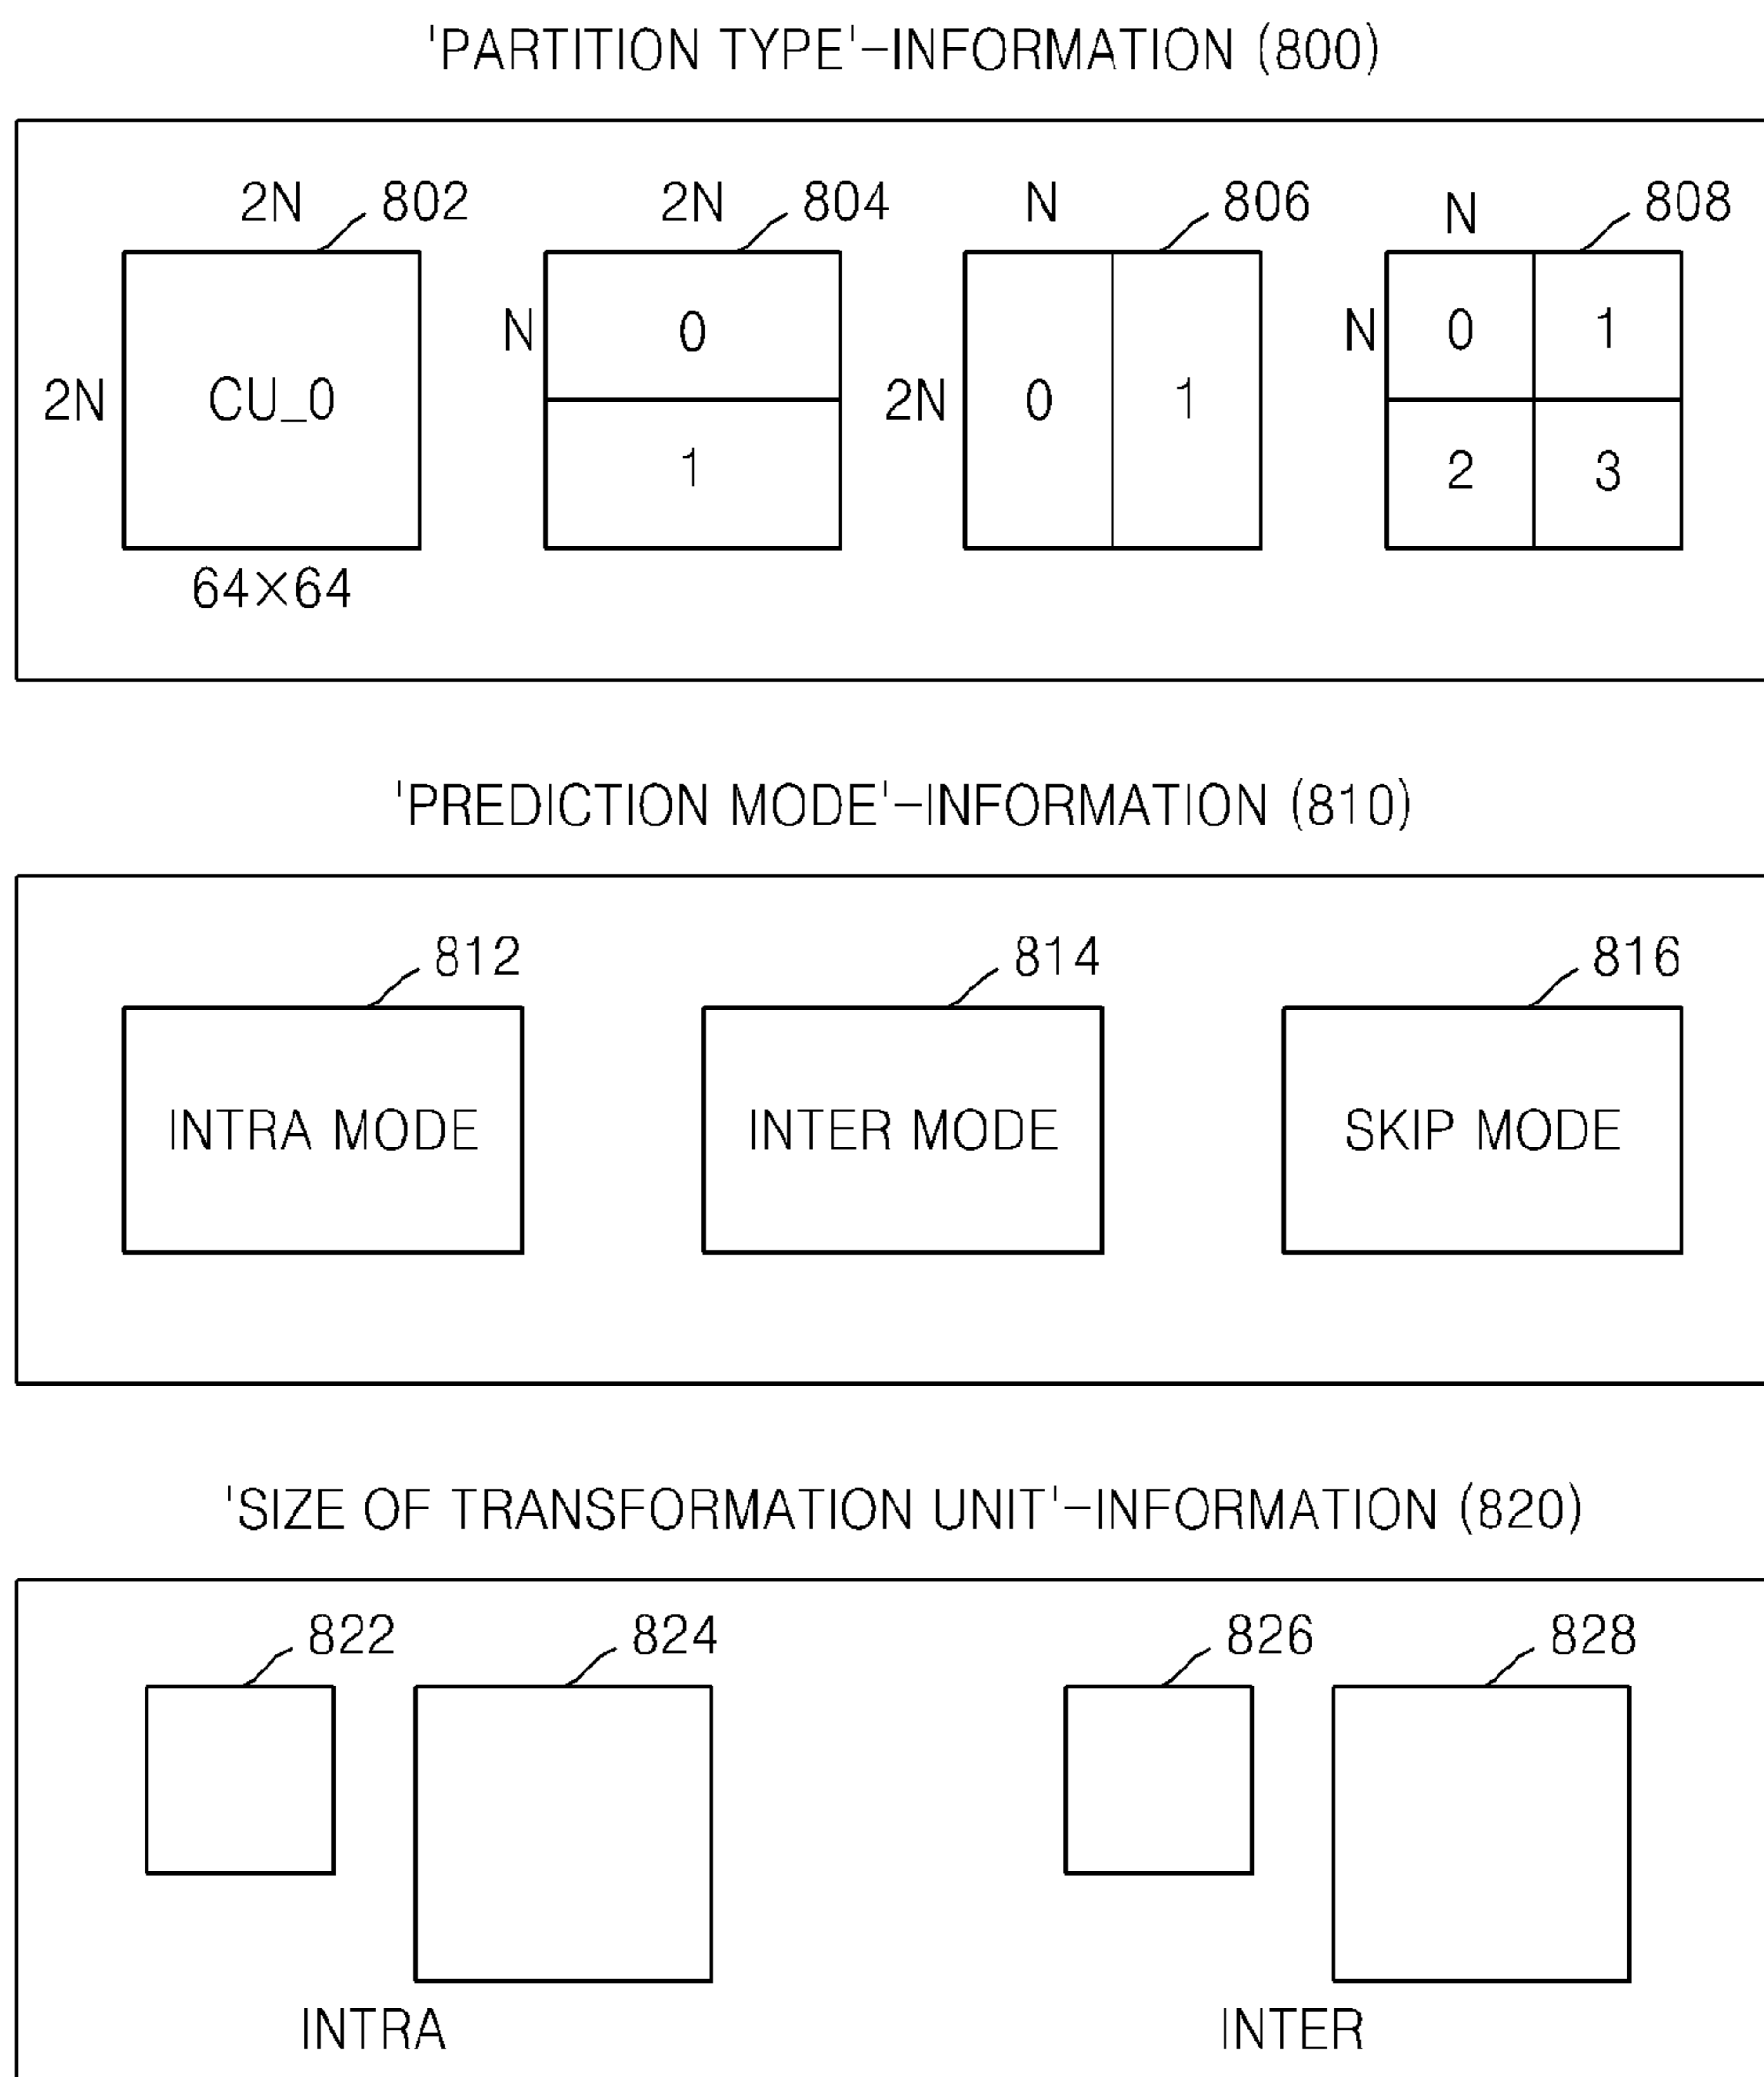 'PARTITION TYPE'-INFORMATION (800)
2N 802 2N 804 N 806 N 808
N 0 N 0 1
2N CU_0 2N 0 1
1 2 3
64×64
'PREDICTION MODE'-INFORMATION (810)
812 814 816
INTRA MODE INTER MODE SKIP MODE
'SIZE OF TRANSFORMATION UNIT'-INFORMATION (820)
822 824 826 828
INTRA INTER